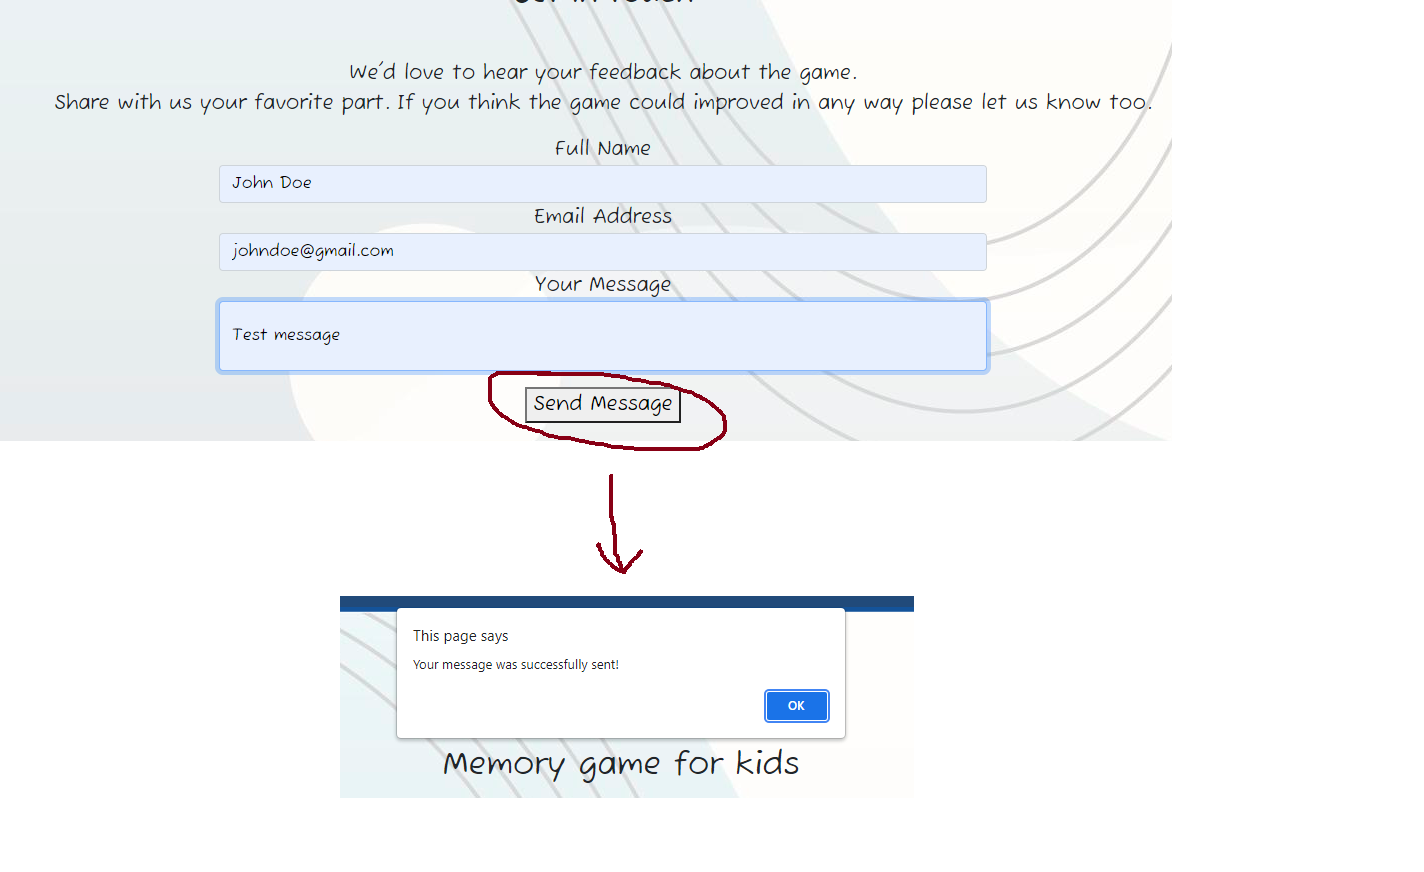 Get in Touch
We'd love to hear your feedback about the game.
Share with us your favorite part. If you think the game could improved in any way please let us know too.
Full Name
John Doe
Email Address
johndoe@gmail.com
Your Message
Test message
Send Message
This page says
Your message was successfully sent!
OK
Memory game for kids